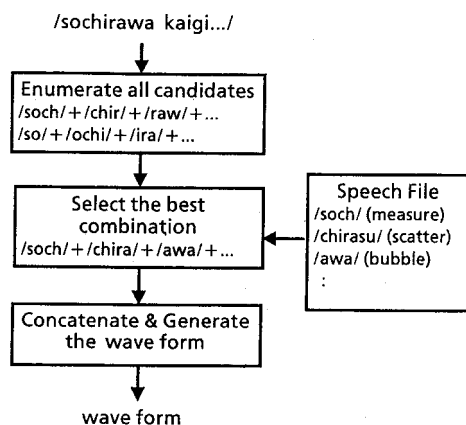 /sochirawa kaigi.../
Enumerate all candidates
/soch/+/chir/+/raw/+...
/so/+/ochi/+/ira/+...
Select the best
combination
/soch/+/chira/+/awa/+...
Speech File
/soch/ (measure)
/chirasu/ (scatter)
/awa/ (bubble)
:
Concatenate & Generate
the wave form
wave form